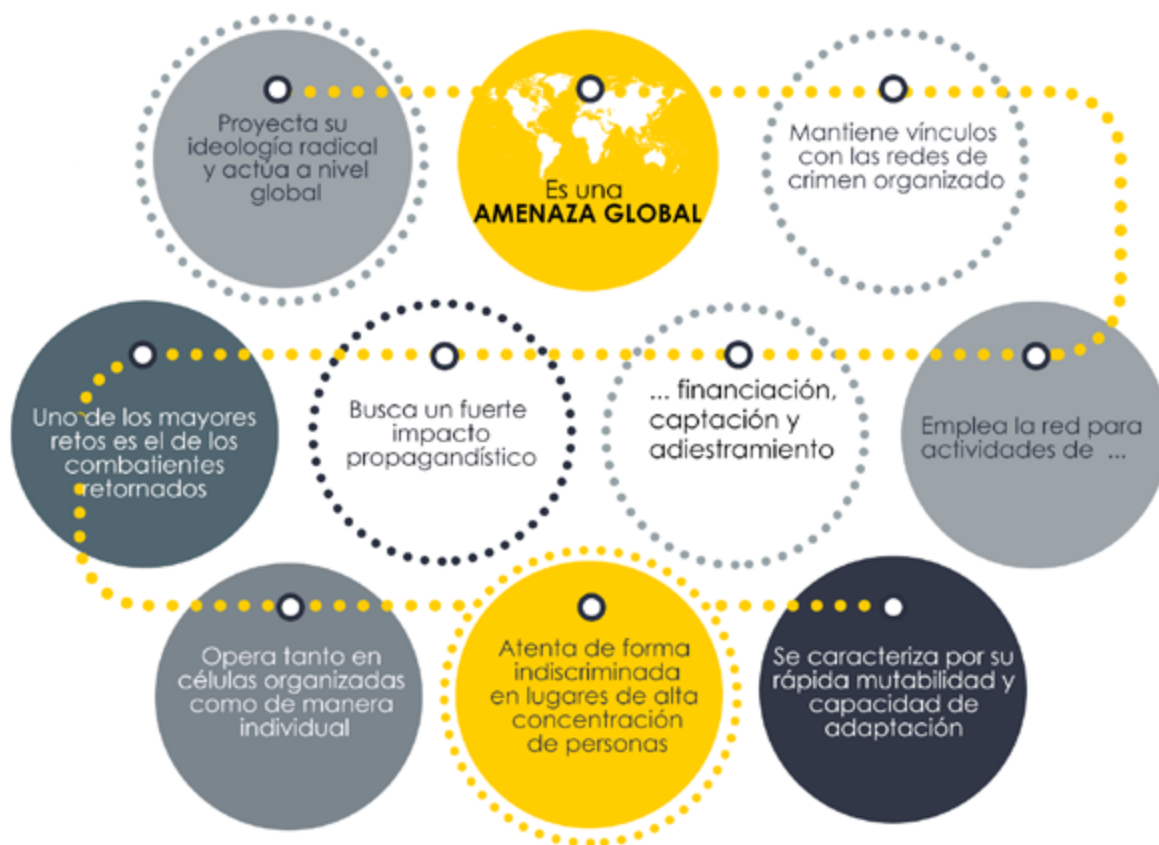 Proyecta su
ideología radical
y actúa a nivel
global
Es una
AMENAZA GLOBAL
Mantiene vínculos
con las redes de
crimen organizado
Emplea la red para
actividades de ...
... financiación,
captación y
adiestramiento
Busca un fuerte
impacto
propagandístico
Uno de los mayores
retos es el de los
combatientes
retornados
Opera tanto en
células organizadas
como de manera
individual
Atenta de forma
indiscriminada
en lugares de alta
concentración
de personas
Se caracteriza por su
rápida mutabilidad y
capacidad de
adaptación